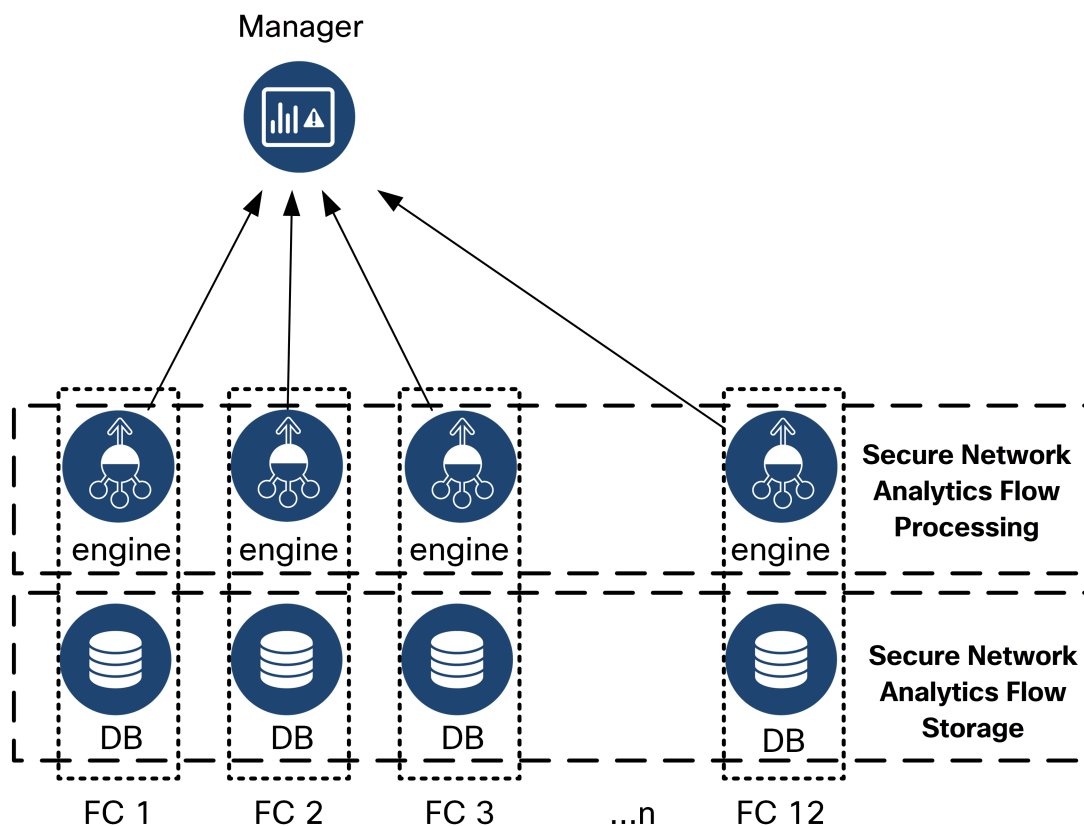 Manager
engine
engine
engine
engine
Secure Network
Analytics Flow
Processing
DB
DB
DB
DB
Secure Network
Analytics Flow
Storage
FC 1
FC 2
FC 3
...n
FC 12